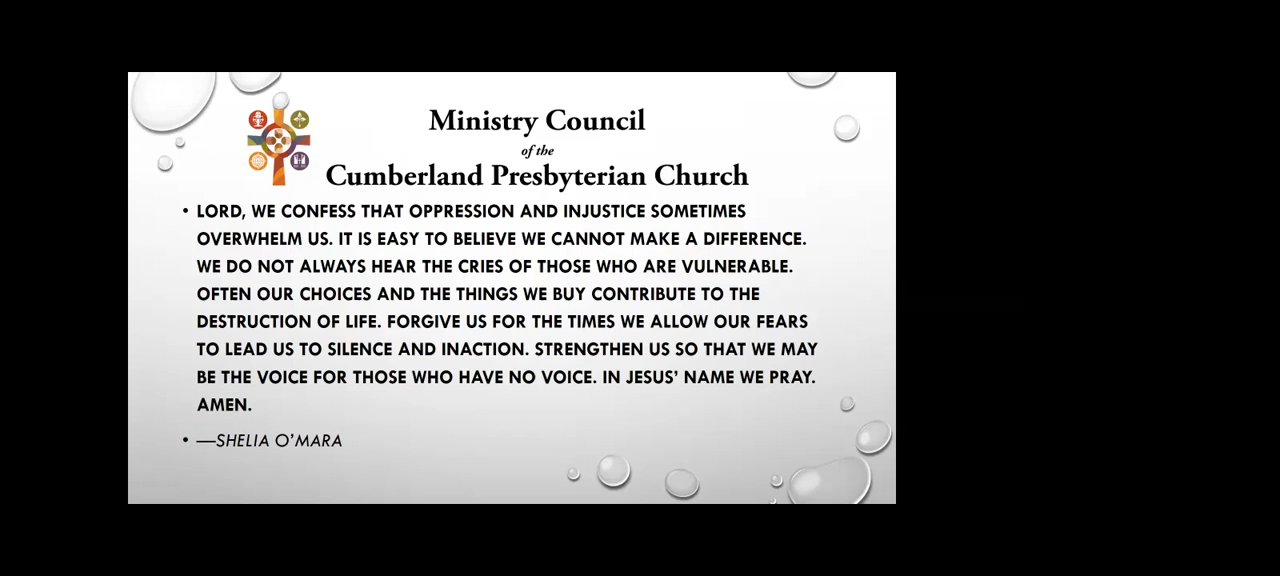 Ministry Council
of the
Cumberland Presbyterian Church
• LORD, WE CONFESS THAT OPPRESSION AND INJUSTICE SOMETIMES
OVERWHELM US. IT IS EASY TO BELIEVE WE CANNOT MAKE A DIFFERENCE.
WE DO NOT ALWAYS HEAR THE CRIES OF THOSE WHO ARE VULNERABLE.
OFTEN OUR CHOICES AND THE THINGS WE BUY CONTRIBUTE TO THE
DESTRUCTION OF LIFE. FORGIVE US FOR THE TIMES WE ALLOW OUR FEARS
TO LEAD US TO SILENCE AND INACTION. STRENGTHEN US SO THAT WE MAY
BE THE VOICE FOR THOSE WHO HAVE NO VOICE. IN JESUS’ NAME WE PRAY.
AMEN.
• —SHELIA O’MARA